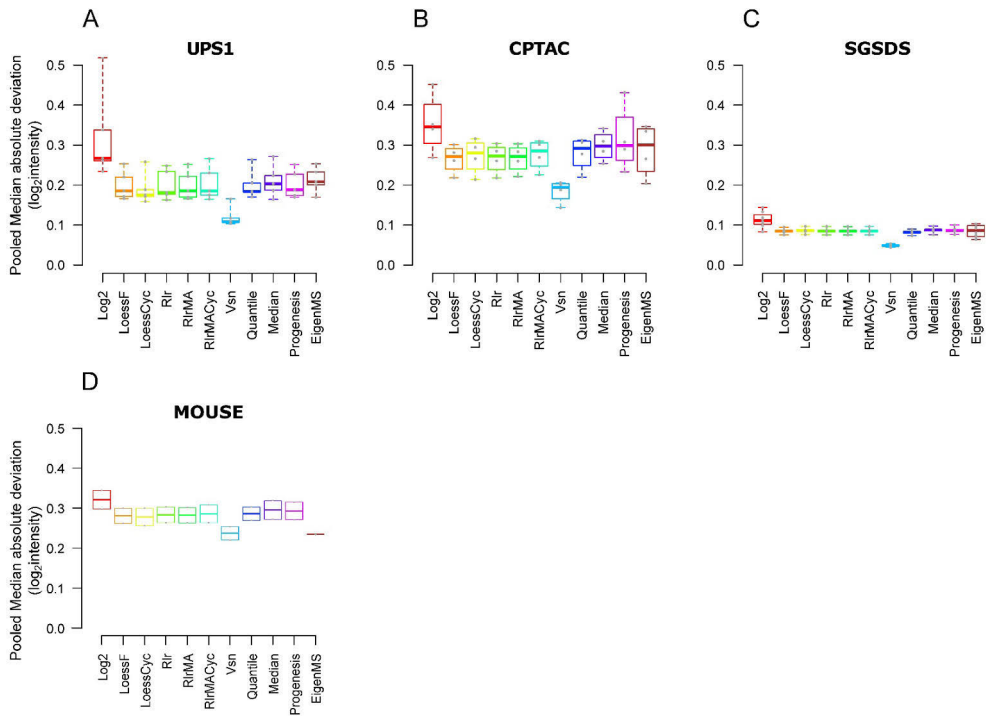 A
UPS1
Pooled Median absolute deviation
(log2intensity)
0.5
0.4
0.3
0.2
0.1
0.0
Log2
LoessF
LoessCyc
Rlr
RlrMA
RlrMACyc
Vsn
Quantile
Median
Progenesis
EigenMS
B
CPTAC
0.5
0.4
0.3
0.2
0.1
0.0
Log2
LoessF
LoessCyc
Rlr
RlrMA
RlrMACyc
Vsn
Quantile
Median
Progenesis
EigenMS
C
SGSDS
0.5
0.4
0.3
0.2
0.1
0.0
Log2
LoessF
LoessCyc
Rlr
RlrMA
RlrMACyc
Vsn
Quantile
Median
Progenesis
EigenMS
D
MOUSE
Pooled Median absolute deviation
(log2intensity)
0.5
0.4
0.3
0.2
0.1
0.0
Log2
LoessF
LoessCyc
Rlr
RlrMA
RlrMACyc
Vsn
Quantile
Median
Progenesis
EigenMS